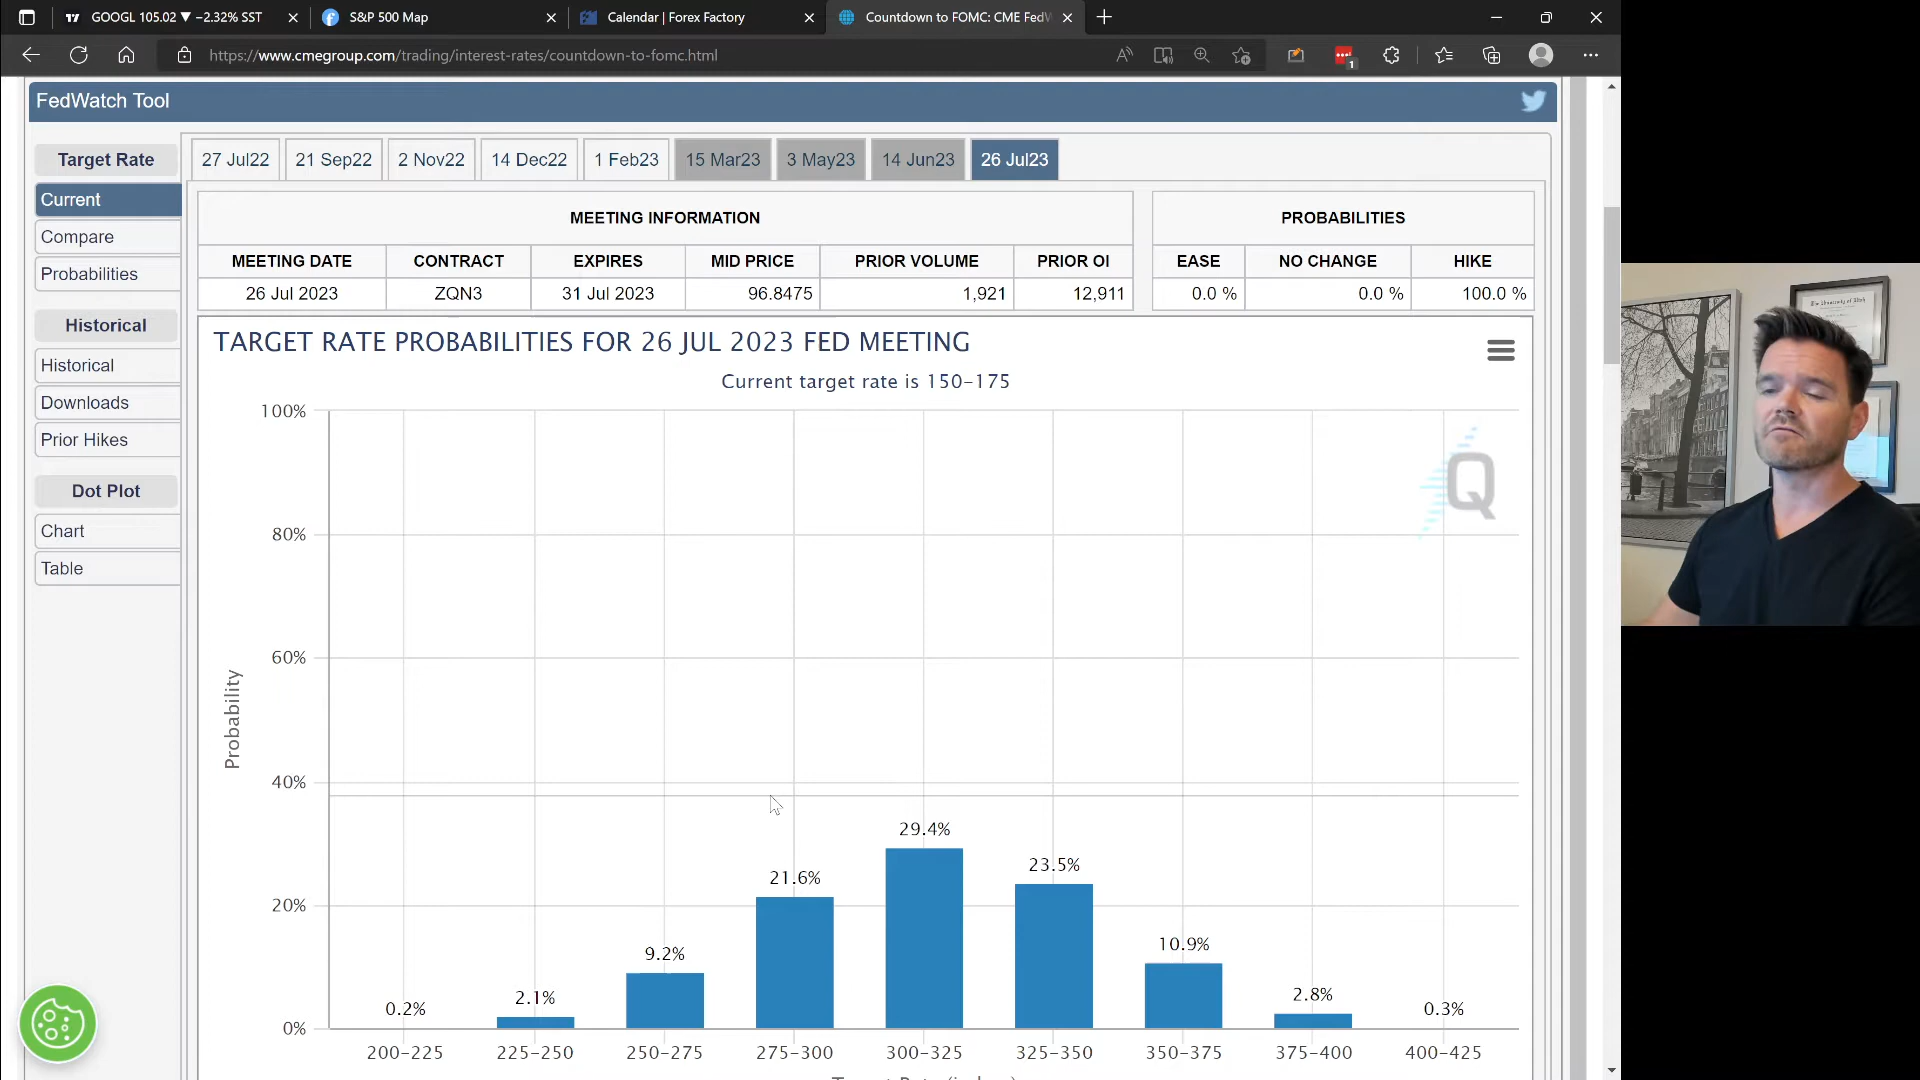 GOOGL 105.02 ▼ −2.32% SST
S&P 500 Map
Calendar | Forex Factory
Countdown to FOMC: CME FedW
https://www.cmegroup.com/trading/interest-rates/countdown-to-fomc.html
1
FedWatch Tool
Target Rate
Current
Compare
Probabilities
Historical
Historical
Downloads
Prior Hikes
Dot Plot
Chart
Table
27 Jul22 21 Sep22 2 Nov22 14 Dec22 1 Feb23 15 Mar23 3 May23 14 Jun23 26 Jul23
MEETING INFORMATION
MEETING DATE CONTRACT EXPIRES MID PRICE PRIOR VOLUME PRIOR OI
26 Jul 2023 ZQN3 31 Jul 2023 96.8475 1,921 12,911
PROBABILITIES
EASE NO CHANGE HIKE
0.0 % 0.0 % 100.0 %
TARGET RATE PROBABILITIES FOR 26 JUL 2023 FED MEETING
Current target rate is 150–175
Q
Probability
100%
80%
60%
40%
20%
0%
0.2%
2.1%
9.2%
21.6%
29.4%
23.5%
10.9%
2.8%
0.3%
200–225 225–250 250–275 275–300 300–325 325–350 350–375 375–400 400–425